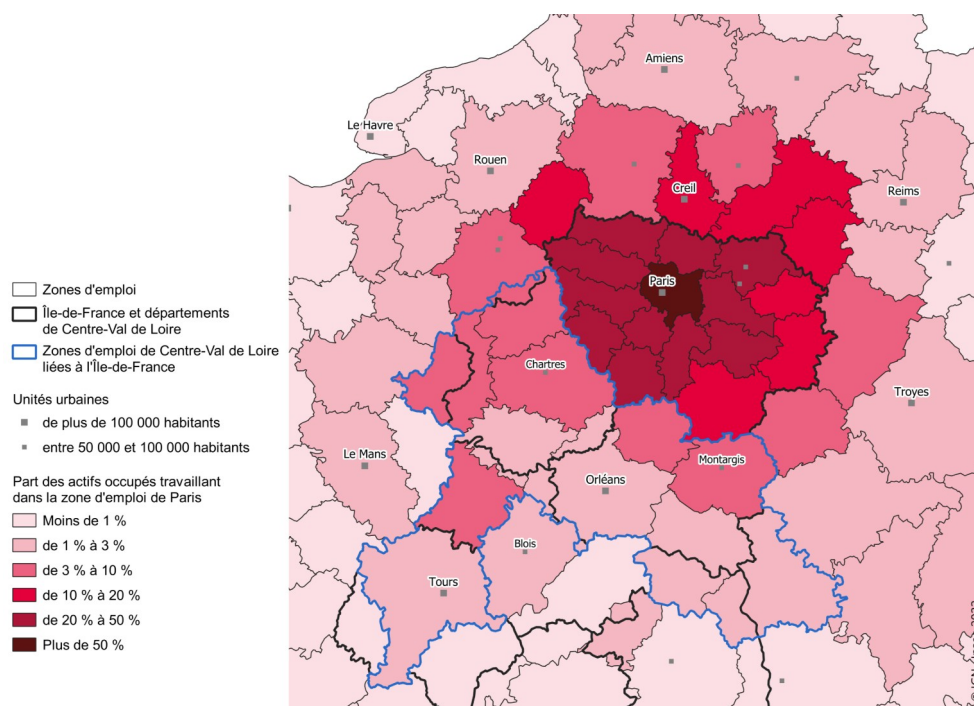 Amiens
Le Havre
Rouen
Creil
Reims
Paris
Chartres
Troyes
Le Mans
Montargis
Orléans
Blois
Tours
Zones d'emploi
Île-de-France et départements
de Centre-Val de Loire
Zones d'emploi de Centre-Val de Loire
liées à l'Île-de-France
Unités urbaines
de plus de 100 000 habitants
entre 50 000 et 100 000 habitants
Part des actifs occupés travaillant
dans la zone d'emploi de Paris
Moins de 1 %
de 1 % à 3 %
de 3 % à 10 %
de 10 % à 20 %
de 20 % à 50 %
Plus de 50 %